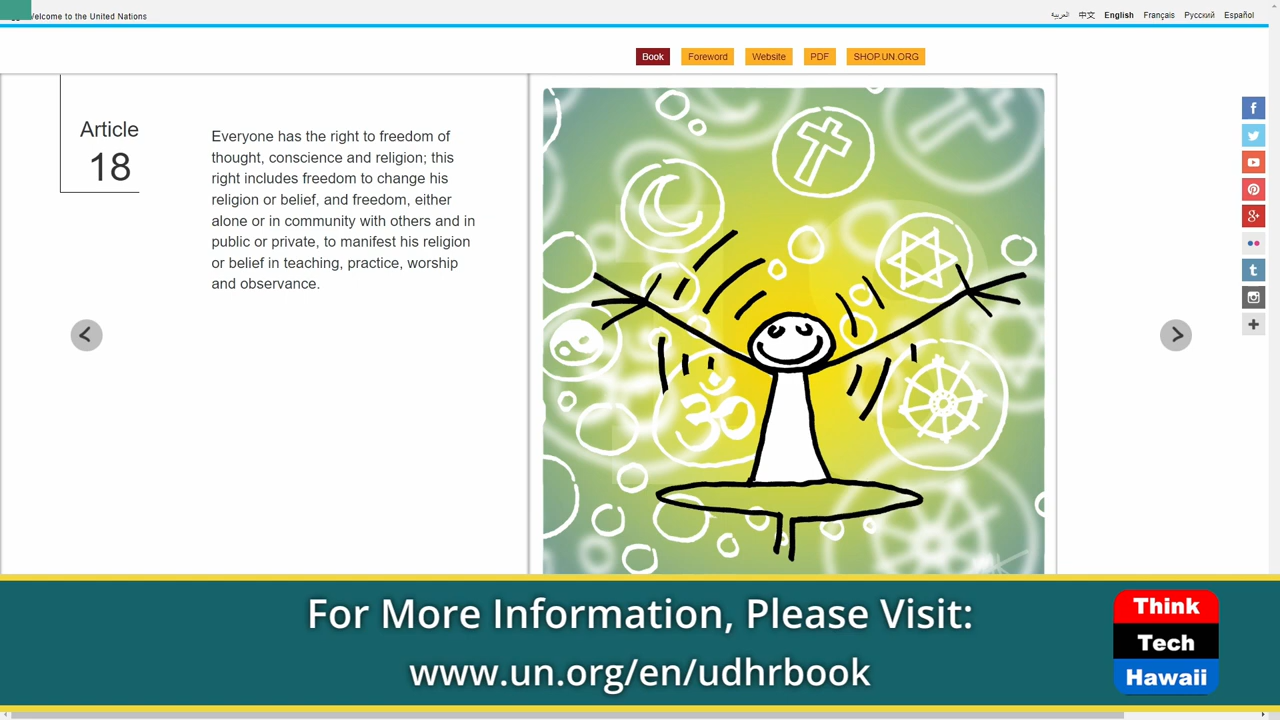 Welcome to the United Nations
العربية
中文
English
Français
Русский
Español
Book
Foreword
Website
PDF
SHOP.UN.ORG
Article
18
Everyone has the right to freedom of
thought, conscience and religion; this
right includes freedom to change his
religion or belief, and freedom, either
alone or in community with others and in
public or private, to manifest his religion
or belief in teaching, practice, worship
and observance.
For More Information, Please Visit:
www.un.org/en/udhrbook
Think
Tech
Hawaii